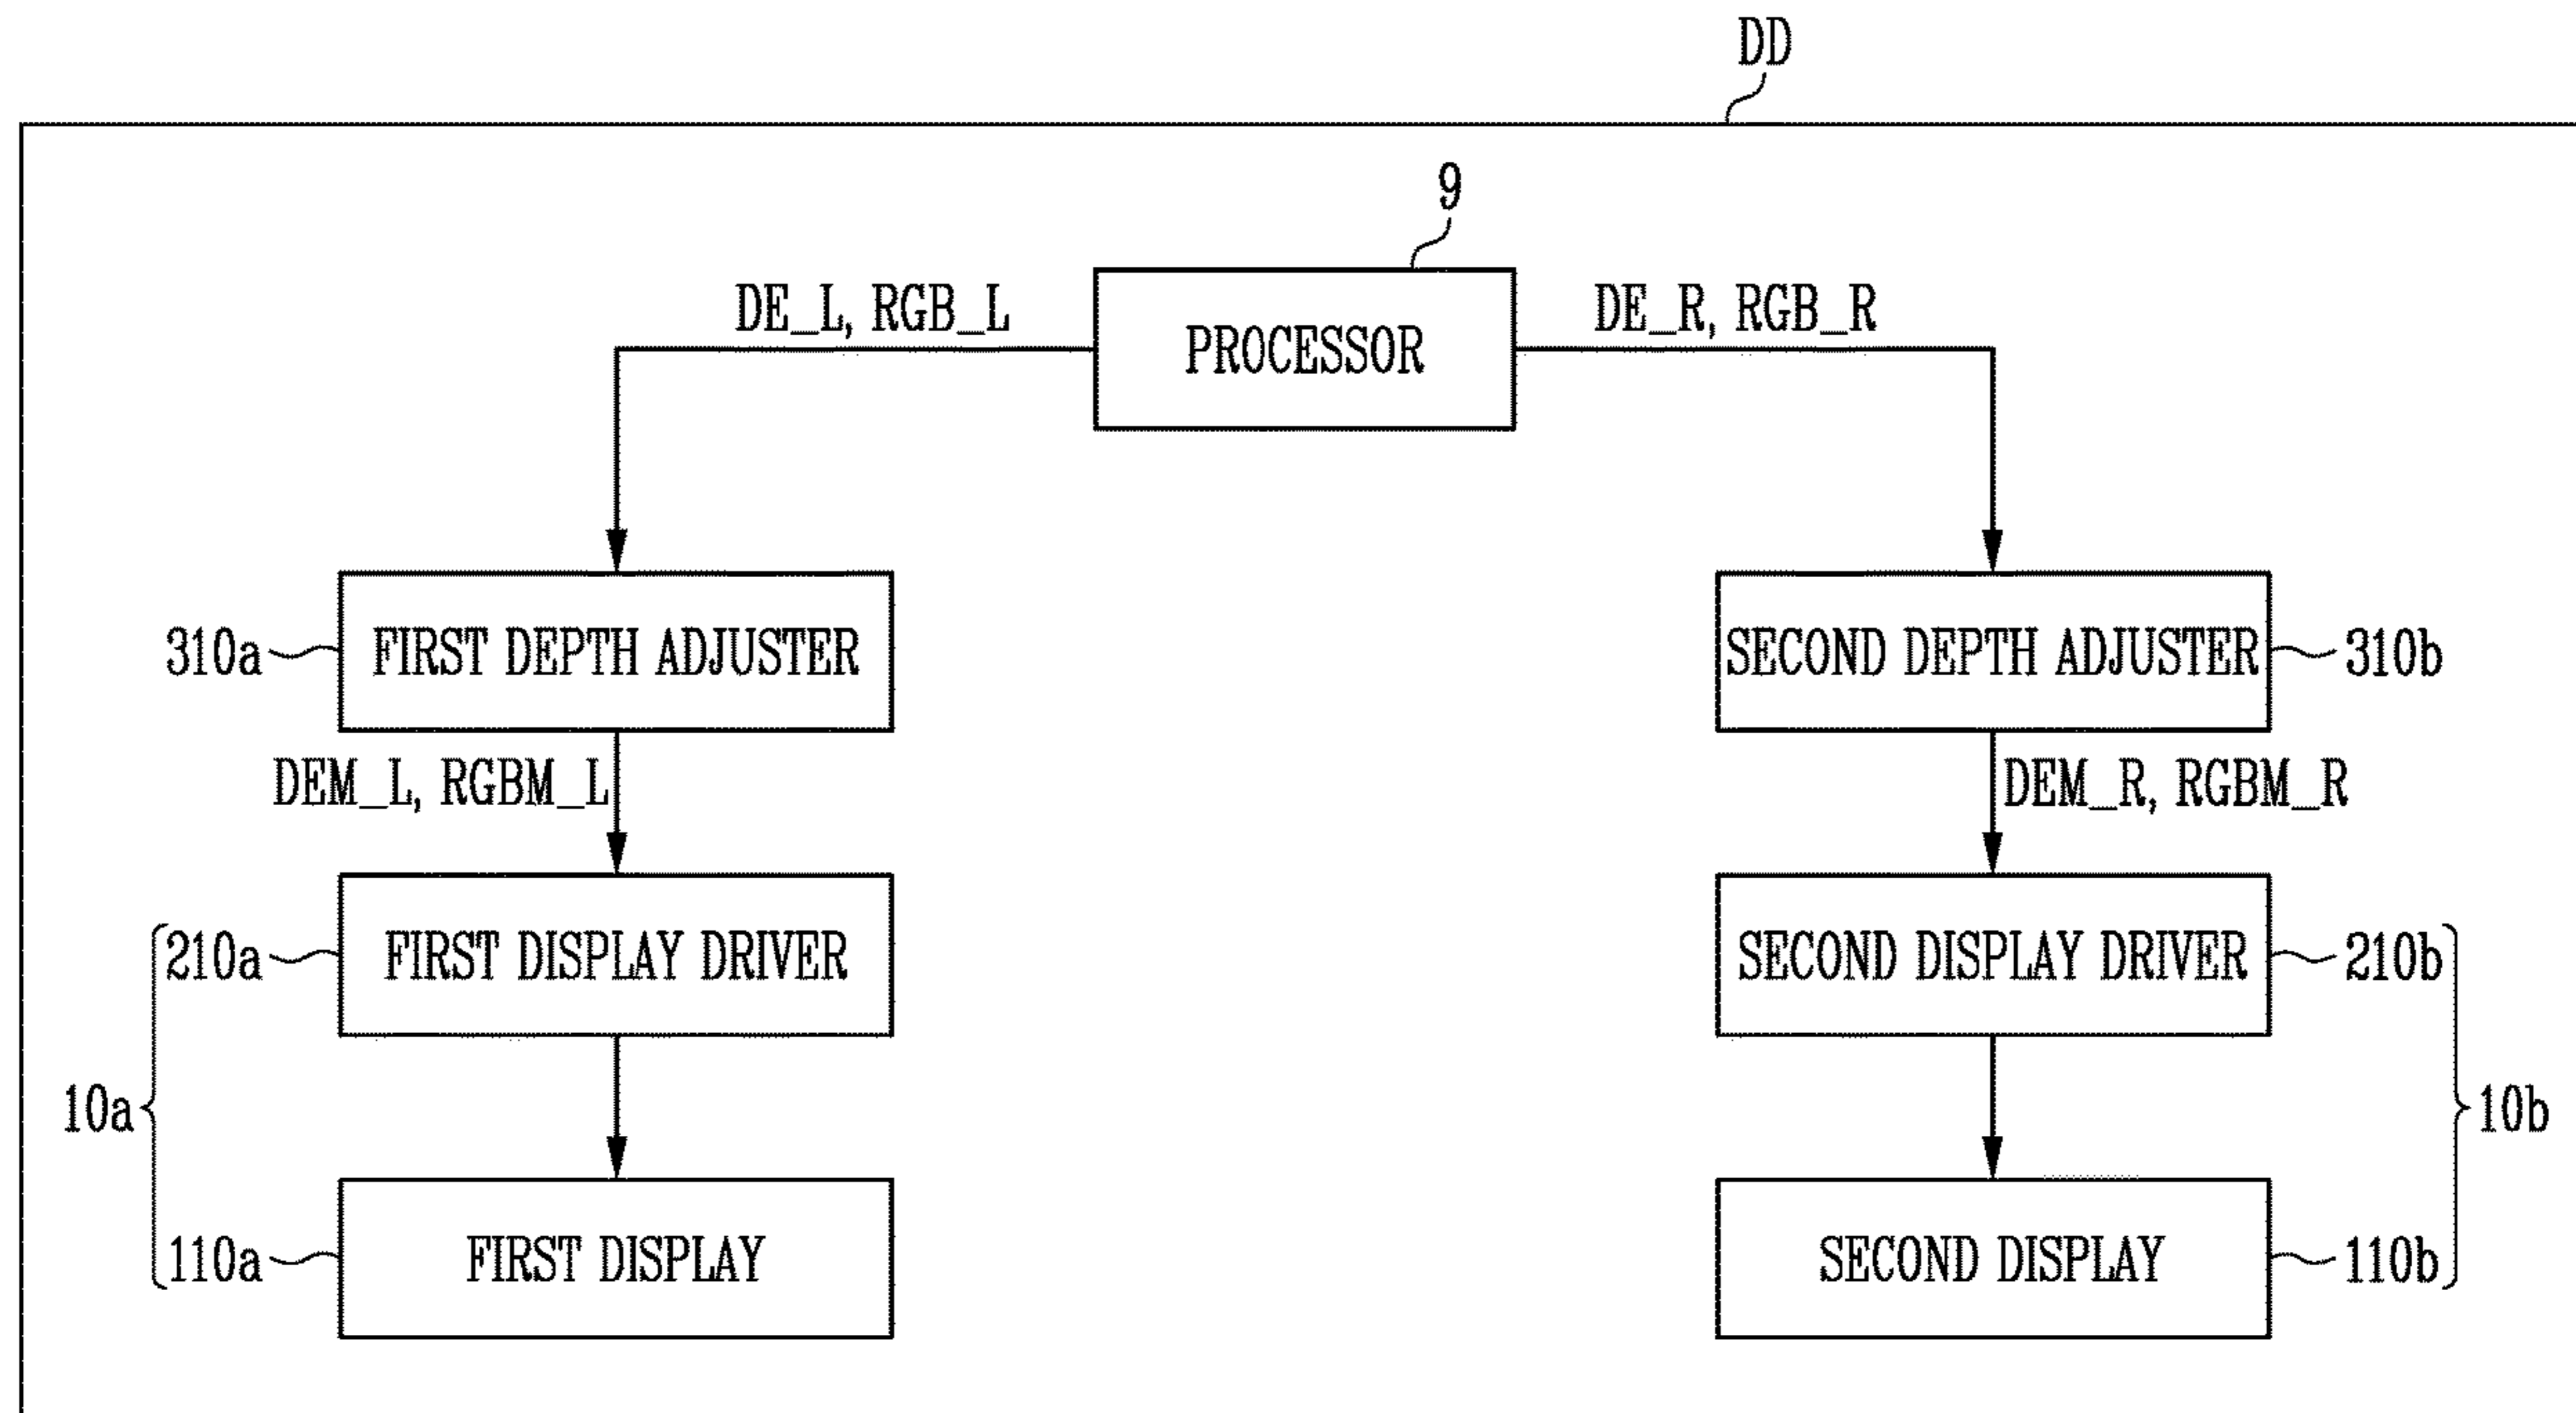 DD
9
DE_L, RGB_L
DE_R, RGB_R
PROCESSOR
310a
FIRST DEPTH ADJUSTER
SECOND DEPTH ADJUSTER
310b
DEM_L, RGBM_L
DEM_R, RGBM_R
210a
FIRST DISPLAY DRIVER
SECOND DISPLAY DRIVER
210b
10a
10b
110a
FIRST DISPLAY
SECOND DISPLAY
110b